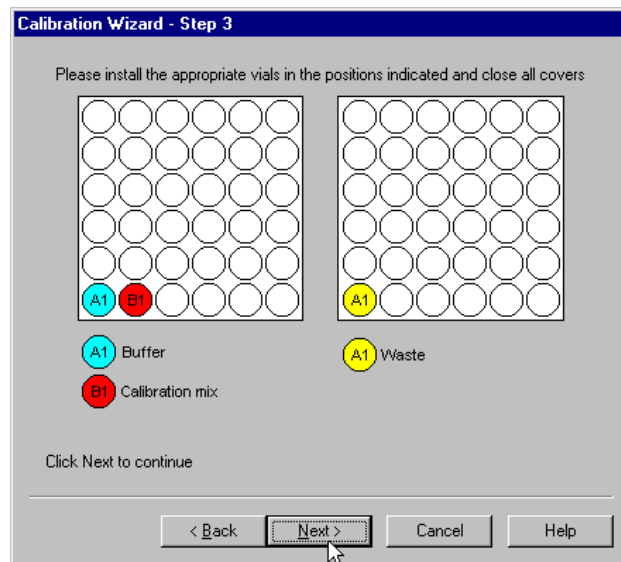 Calibration Wizard - Step 3
Please install the appropriate vials in the positions indicated and close all covers
A1 B1 A1
A1 Buffer
A1 Waste
B1 Calibration mix
Click Next to continue
< Back Next > Cancel Help